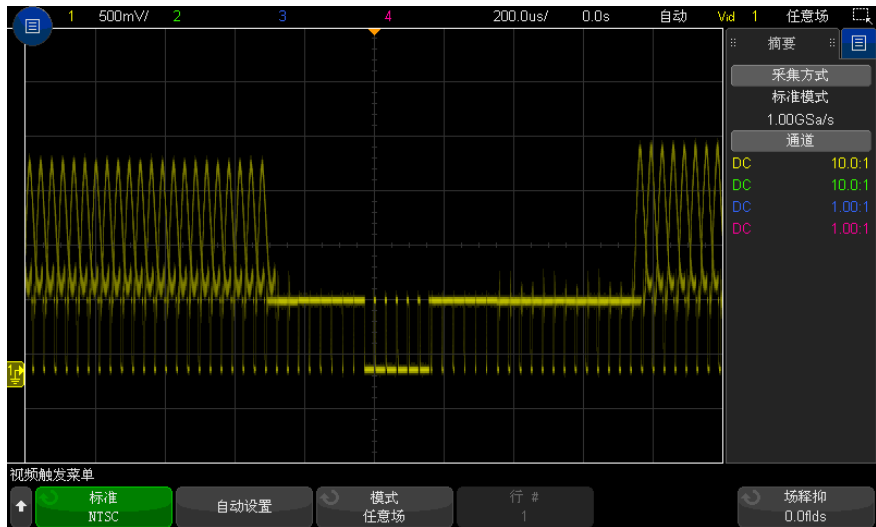 1 500mV/ 2 3 4 200.0us/ 0.0s 自动 Vid 1 任意场
摘要
采集方式
标准模式
1.00GSa/s
通道
DC 10.0:1
DC 10.0:1
DC 1.00:1
DC 1.00:1
1
视频触发菜单
标准 自动设置 模式 行 # 场释抑
NTSC 任意场 1 0.0flds